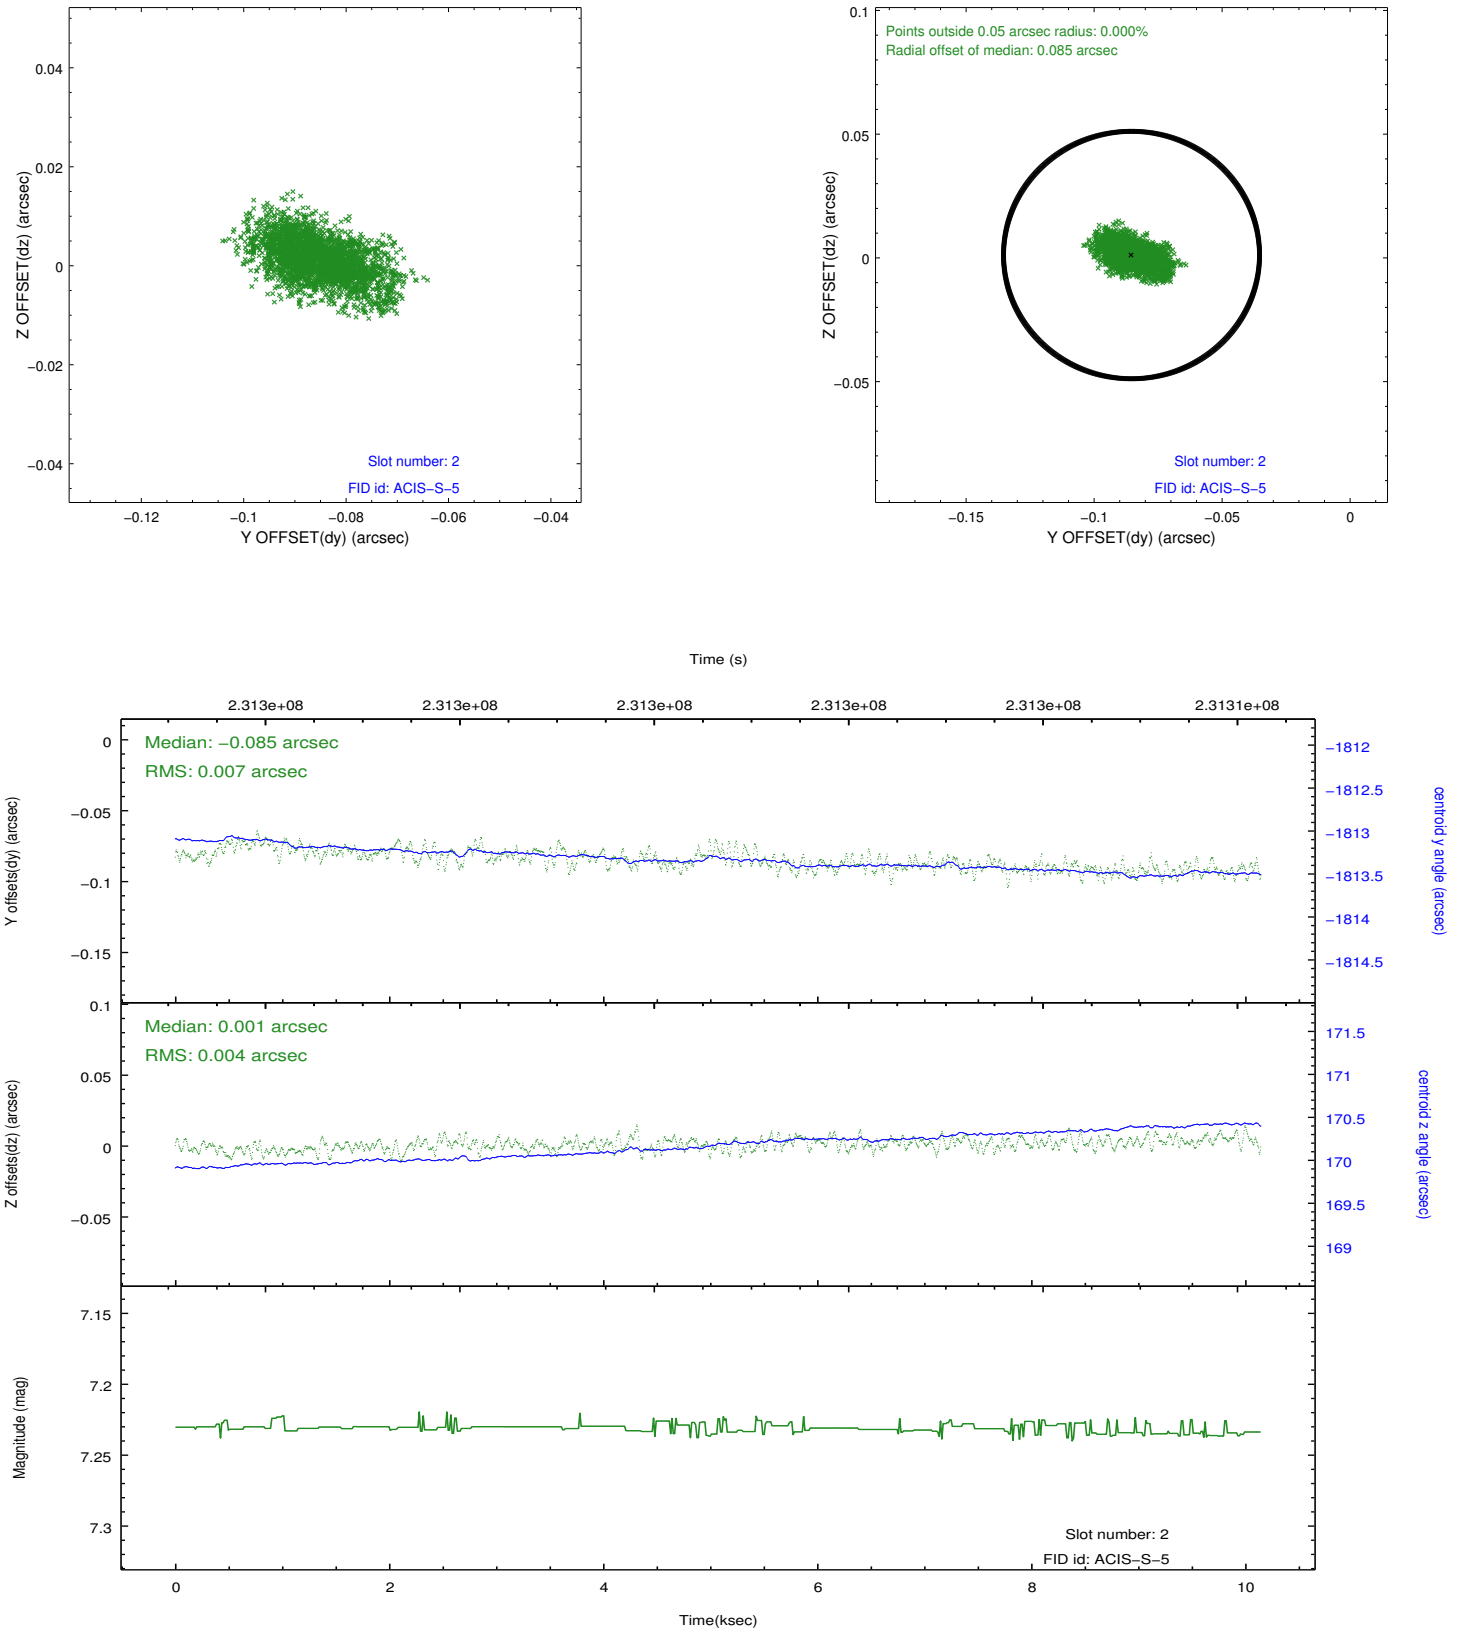 0.04
0.02
0
−0.02
−0.04
Z OFFSET(dz) (arcsec)
Slot number: 2
FID id: ACIS−S−5
−0.12
−0.1
−0.08
−0.06
−0.04
Y OFFSET(dy) (arcsec)
0.1
0.05
0
−0.05
Z OFFSET(dz) (arcsec)
Points outside 0.05 arcsec radius: 0.000%
Radial offset of median: 0.085 arcsec
Slot number: 2
FID id: ACIS−S−5
−0.15
−0.1
−0.05
0
Y OFFSET(dy) (arcsec)
Time (s)
2.313e+08
2.313e+08
2.313e+08
2.313e+08
2.313e+08
2.3131e+08
Median: −0.085 arcsec
RMS: 0.007 arcsec
0
−0.05
−0.1
−0.15
Y offsets(dy) (arcsec)
−1812
−1812.5
−1813
−1813.5
−1814
−1814.5
centroid y angle (arcsec)
Median: 0.001 arcsec
RMS: 0.004 arcsec
0.1
0.05
0
−0.05
Z offsets(dz) (arcsec)
171.5
171
170.5
170
169.5
169
centroid z angle (arcsec)
7.15
7.2
7.25
7.3
Magnitude (mag)
Slot number: 2
FID id: ACIS−S−5
0
2
4
6
8
10
Time(ksec)